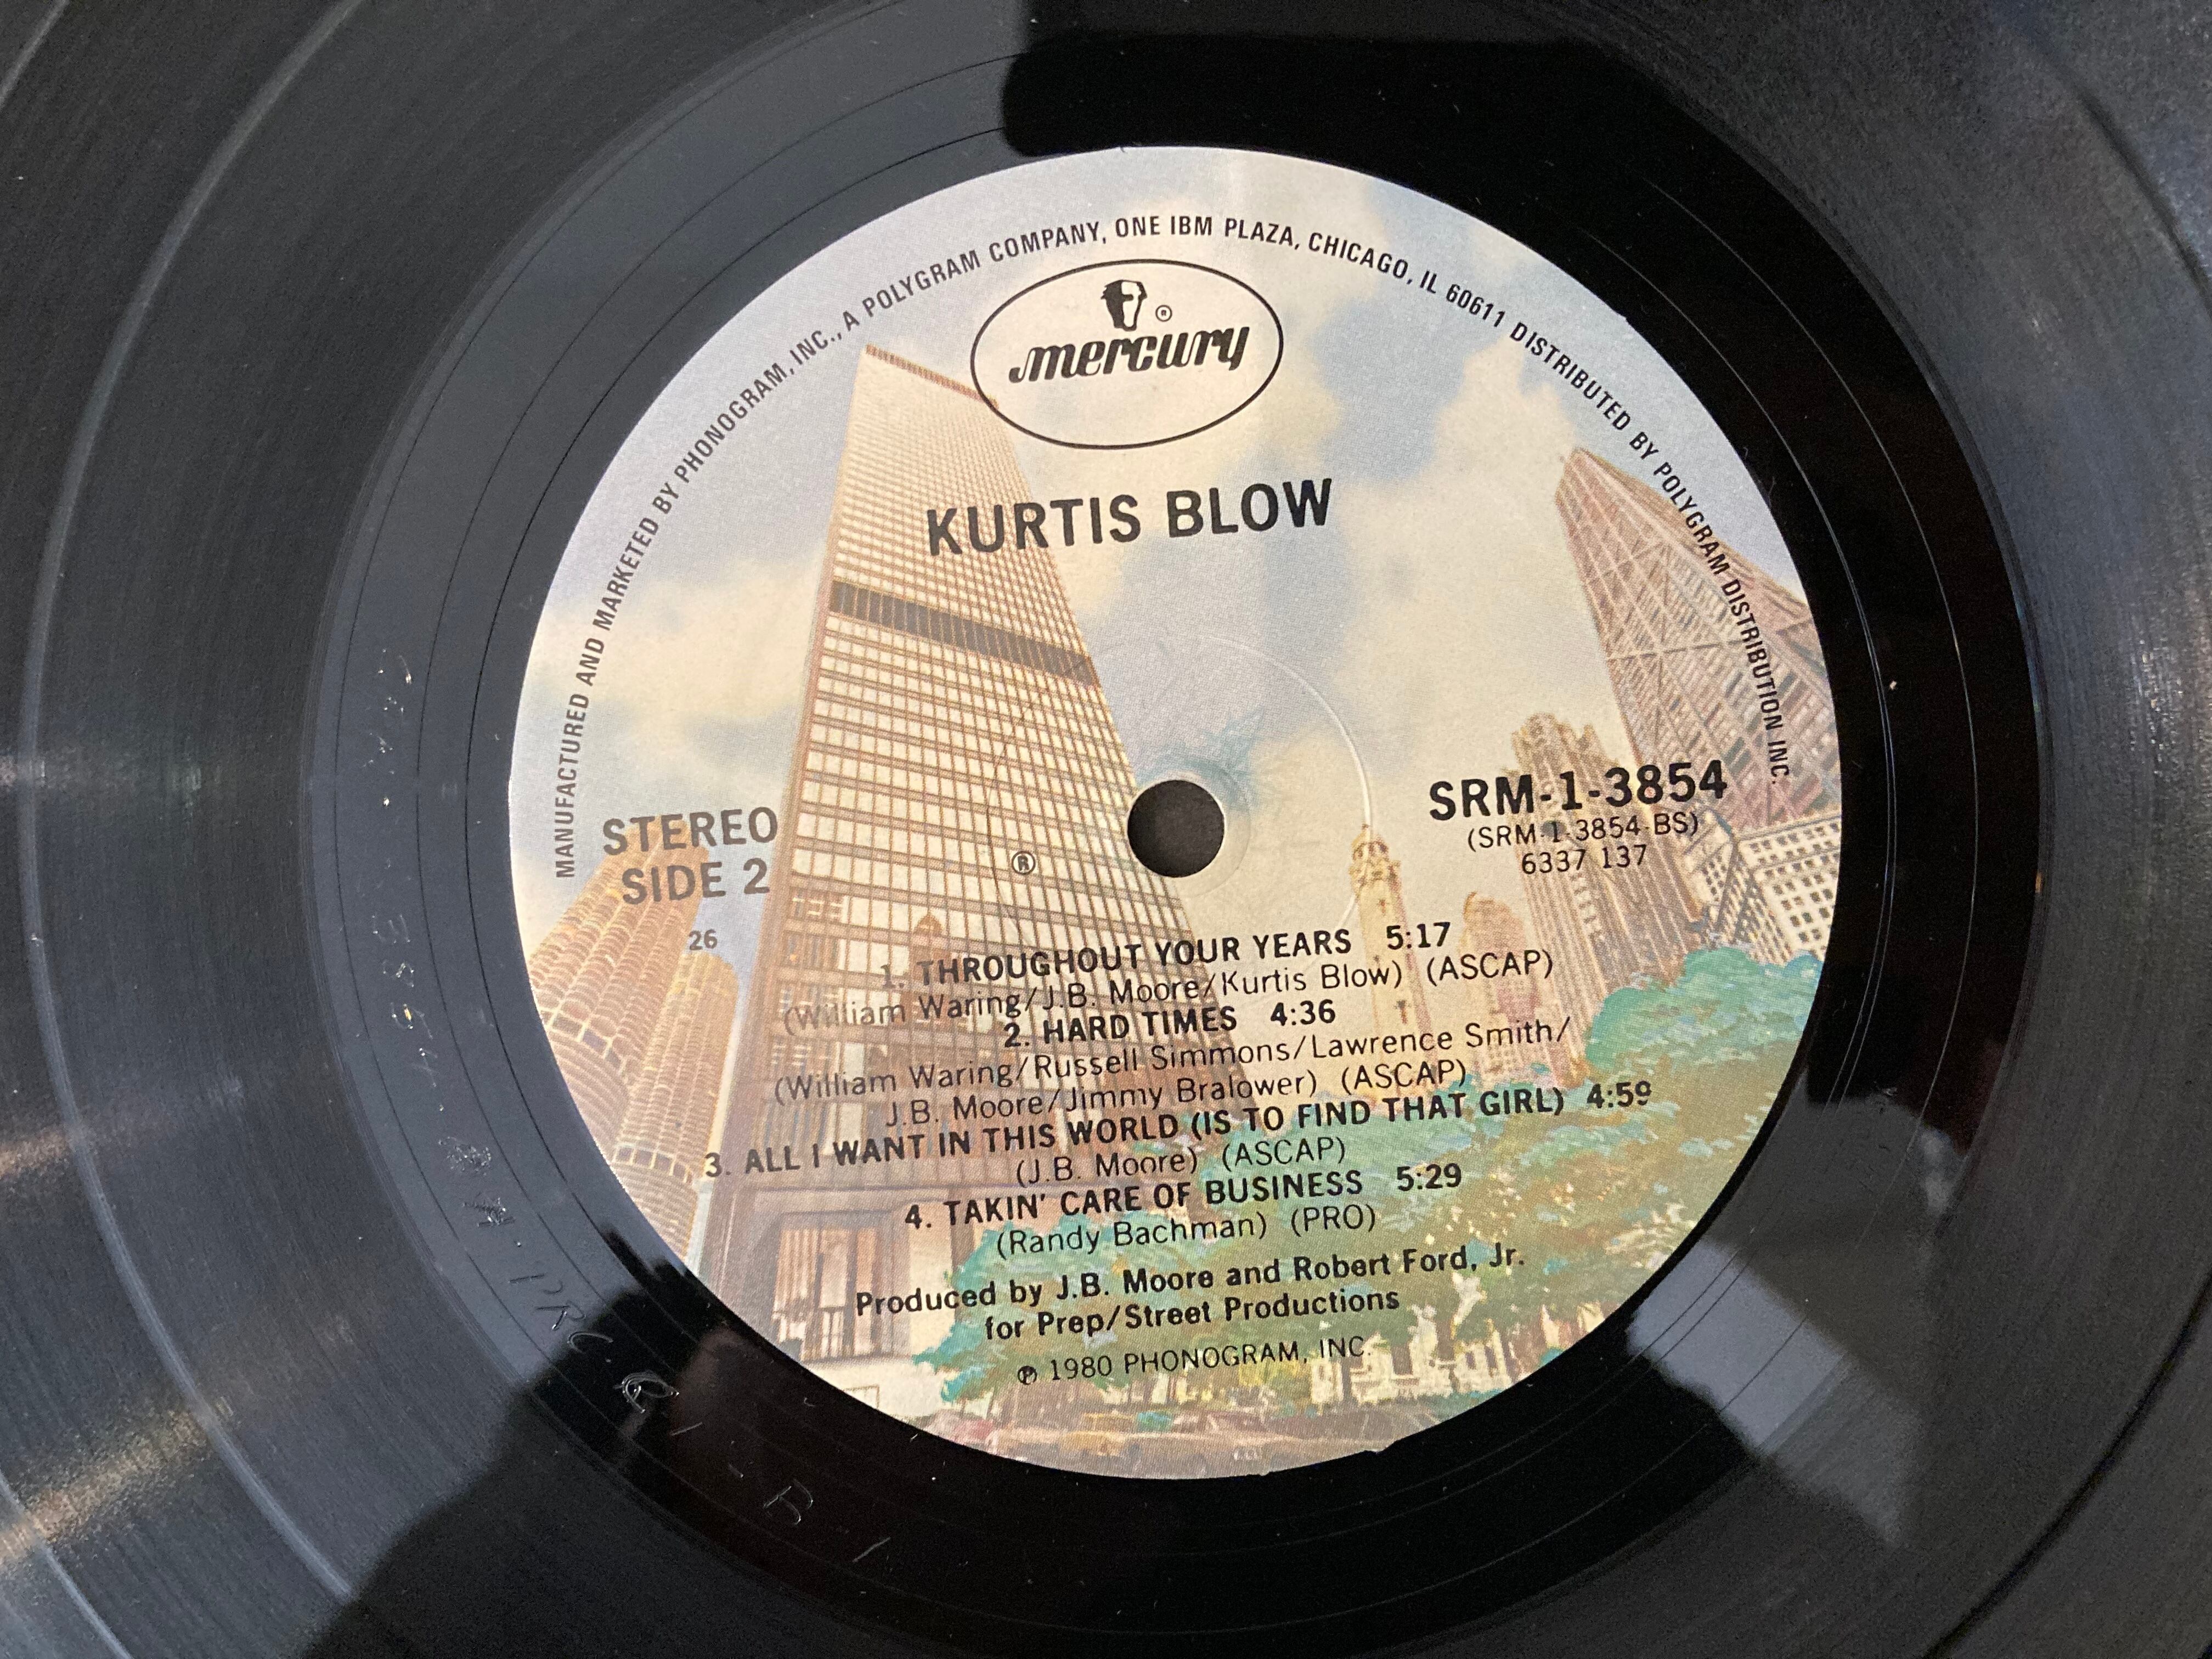 MANUFACTURED AND MARKETED BY PHONOGRAM, INC., A POLYGRAM COMPANY, ONE IBM PLAZA, CHICAGO, IL 60611 DISTRIBUTED BY POLYGRAM DISTRIBUTION INC.
®
mercury
KURTIS BLOW
STEREO
SIDE 2
26
®
SRM-1-3854
(SRM-1-3854-BS)
6337 137
1. THROUGHOUT YOUR YEARS 5:17
(William Waring/J.B. Moore/Kurtis Blow) (ASCAP)
2. HARD TIMES 4:36
(William Waring/Russell Simmons/Lawrence Smith/
J.B. Moore/Jimmy Bralower) (ASCAP)
3. ALL I WANT IN THIS WORLD (IS TO FIND THAT GIRL) 4:59
(J.B. Moore) (ASCAP)
4. TAKIN' CARE OF BUSINESS 5:29
(Randy Bachman) (PRO)
Produced by J.B. Moore and Robert Ford, Jr.
for Prep/Street Productions
℗ 1980 PHONOGRAM, INC.